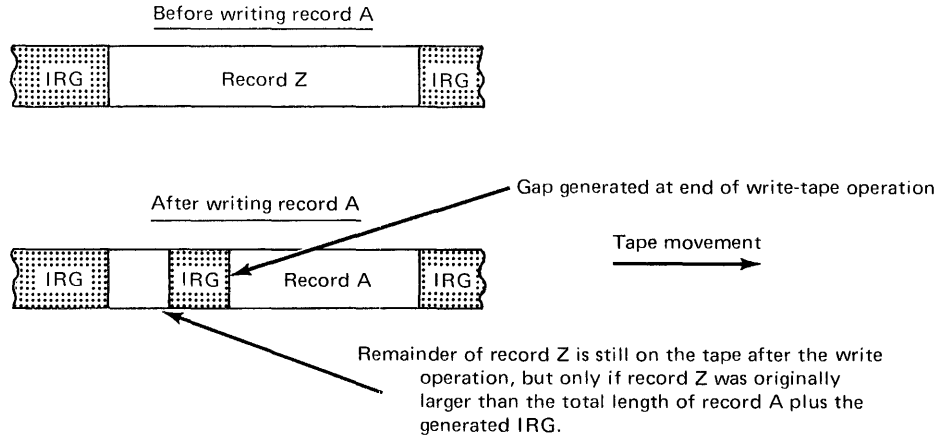 Before writing record A
IRG
Record Z
IRG
Gap generated at end of write-tape operation
After writing record A
Tape movement
IRG
IRG
Record A
IRG
Remainder of record Z is still on the tape after the write
operation, but only if record Z was originally
larger than the total length of record A plus the
generated IRG.